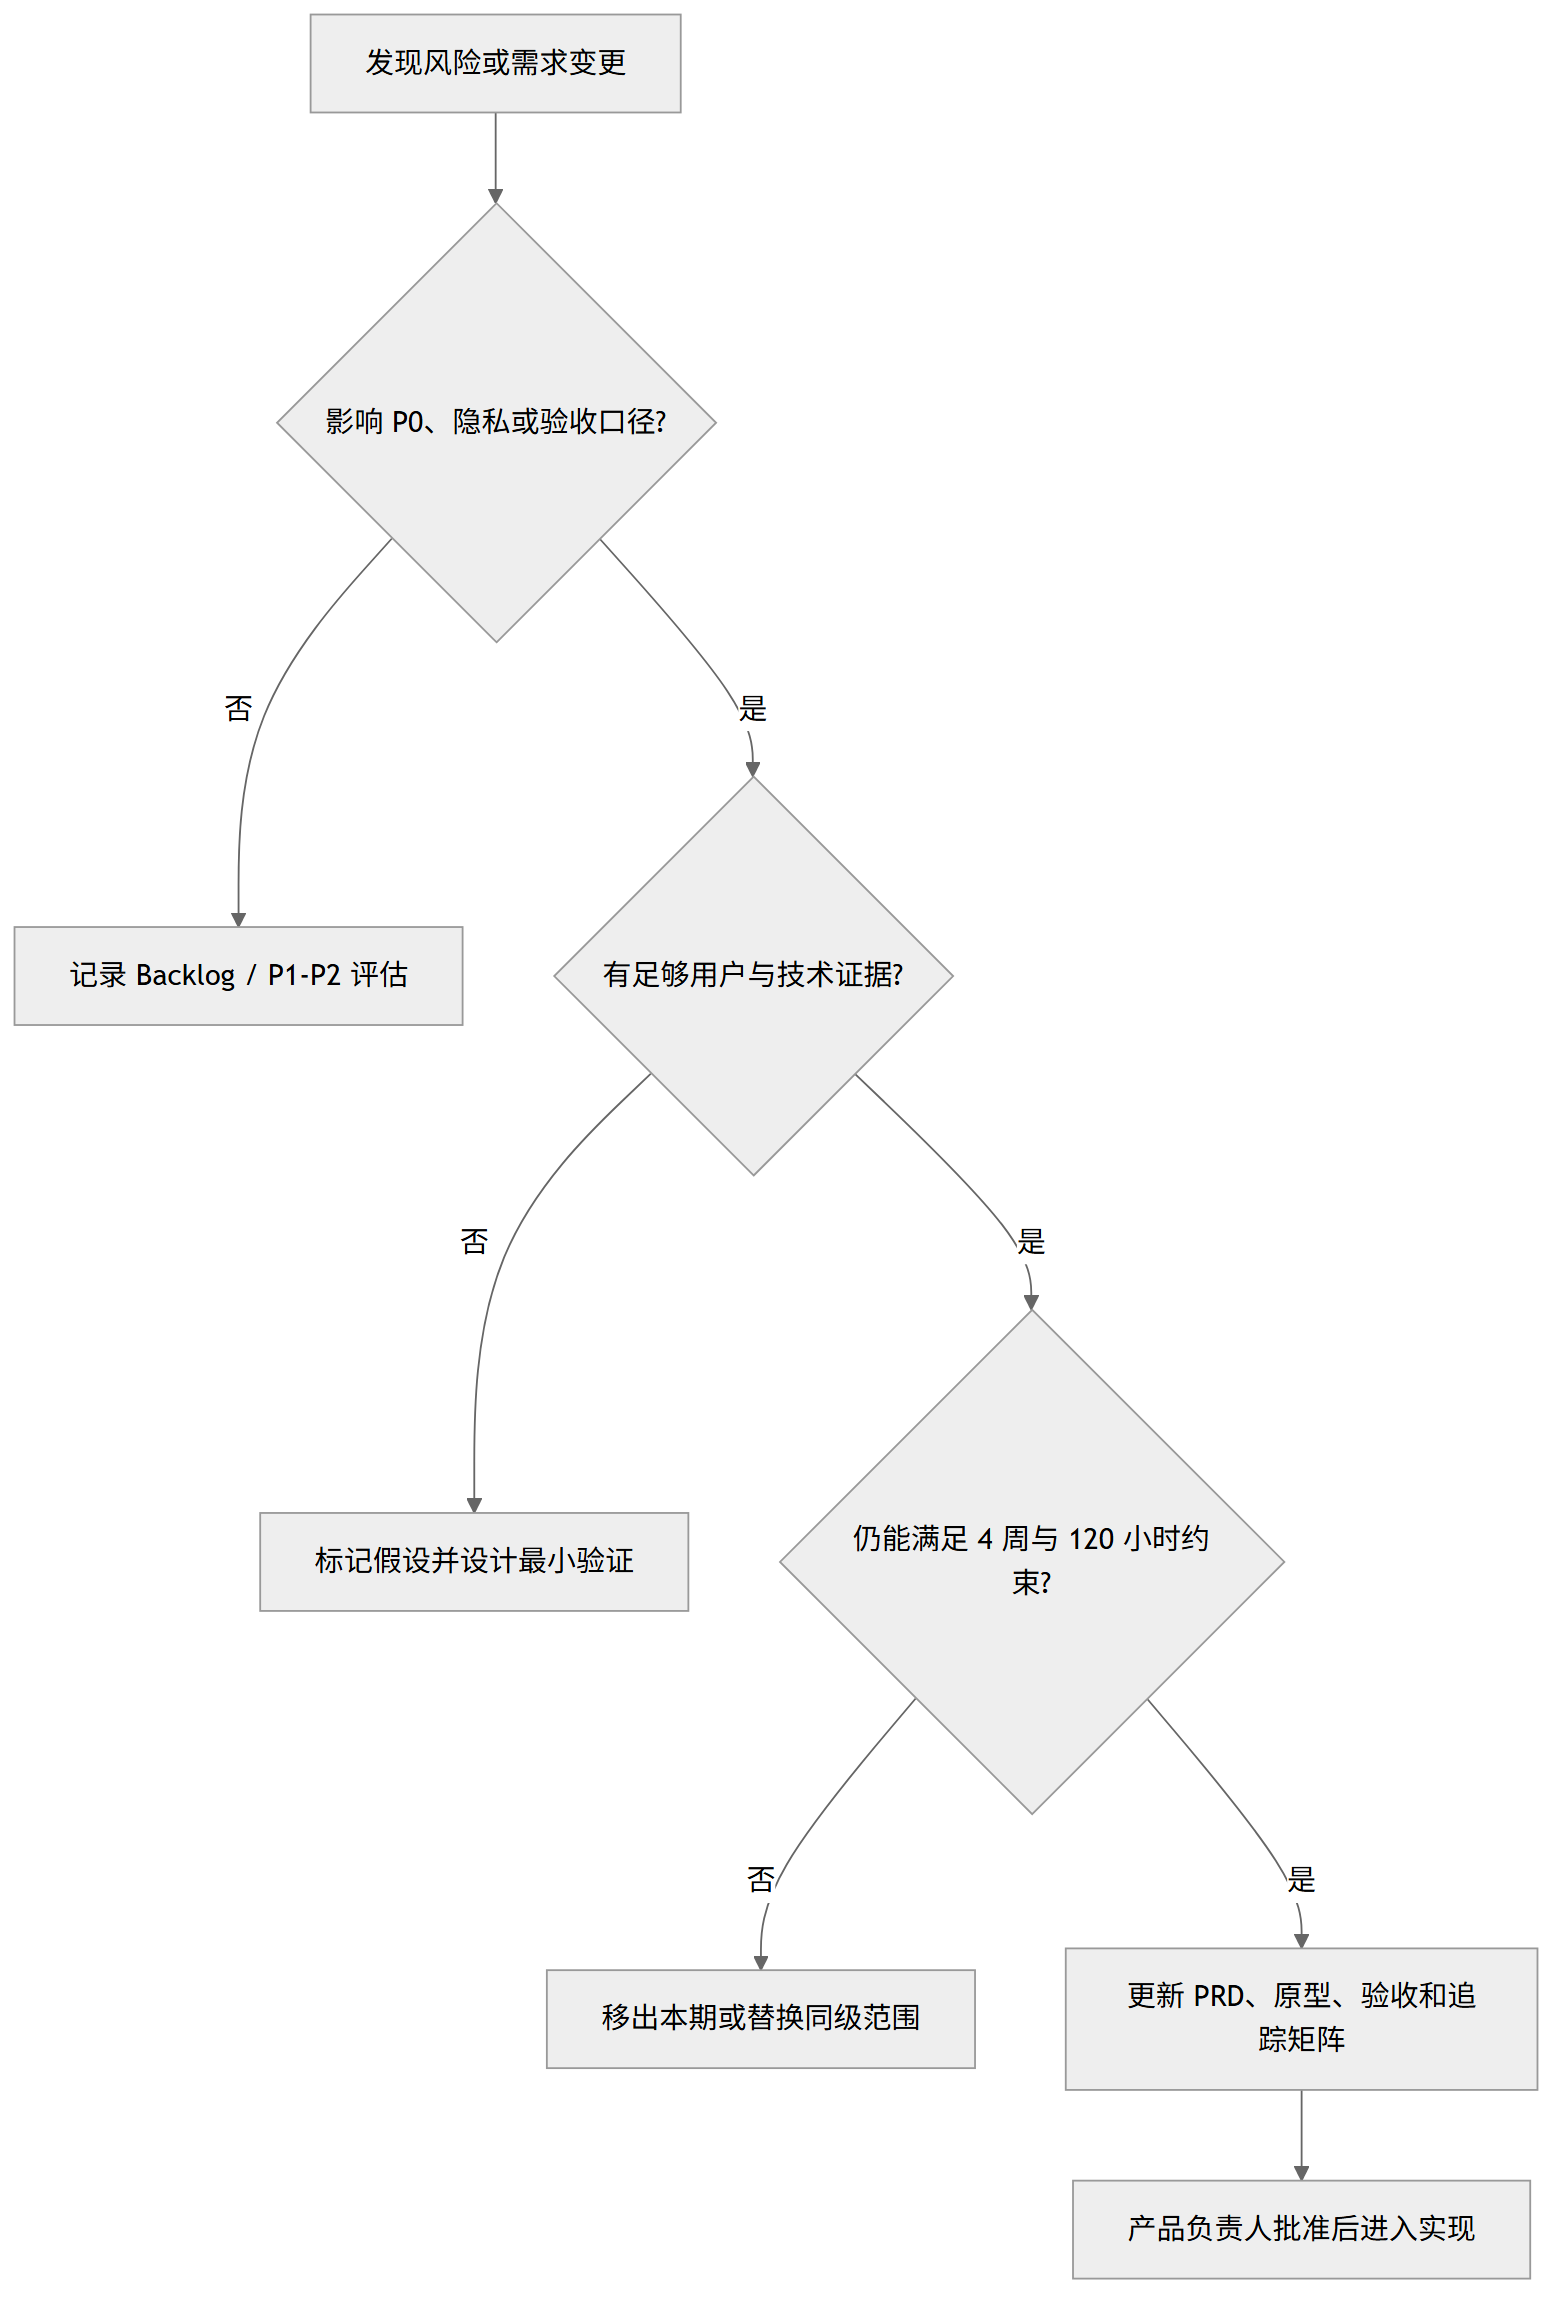 发现风险或需求变更
影响 P0、隐私或验收口径?
否
是
记录 Backlog / P1-P2 评估
有足够用户与技术证据?
否
是
标记假设并设计最小验证
仍能满足 4 周与 120 小时约
束?
否
是
移出本期或替换同级范围
更新 PRD、原型、验收和追
踪矩阵
产品负责人批准后进入实现